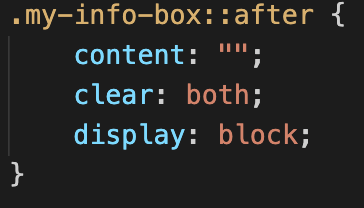 .my-info-box::after {
    content: "";
    clear: both;
    display: block;
}